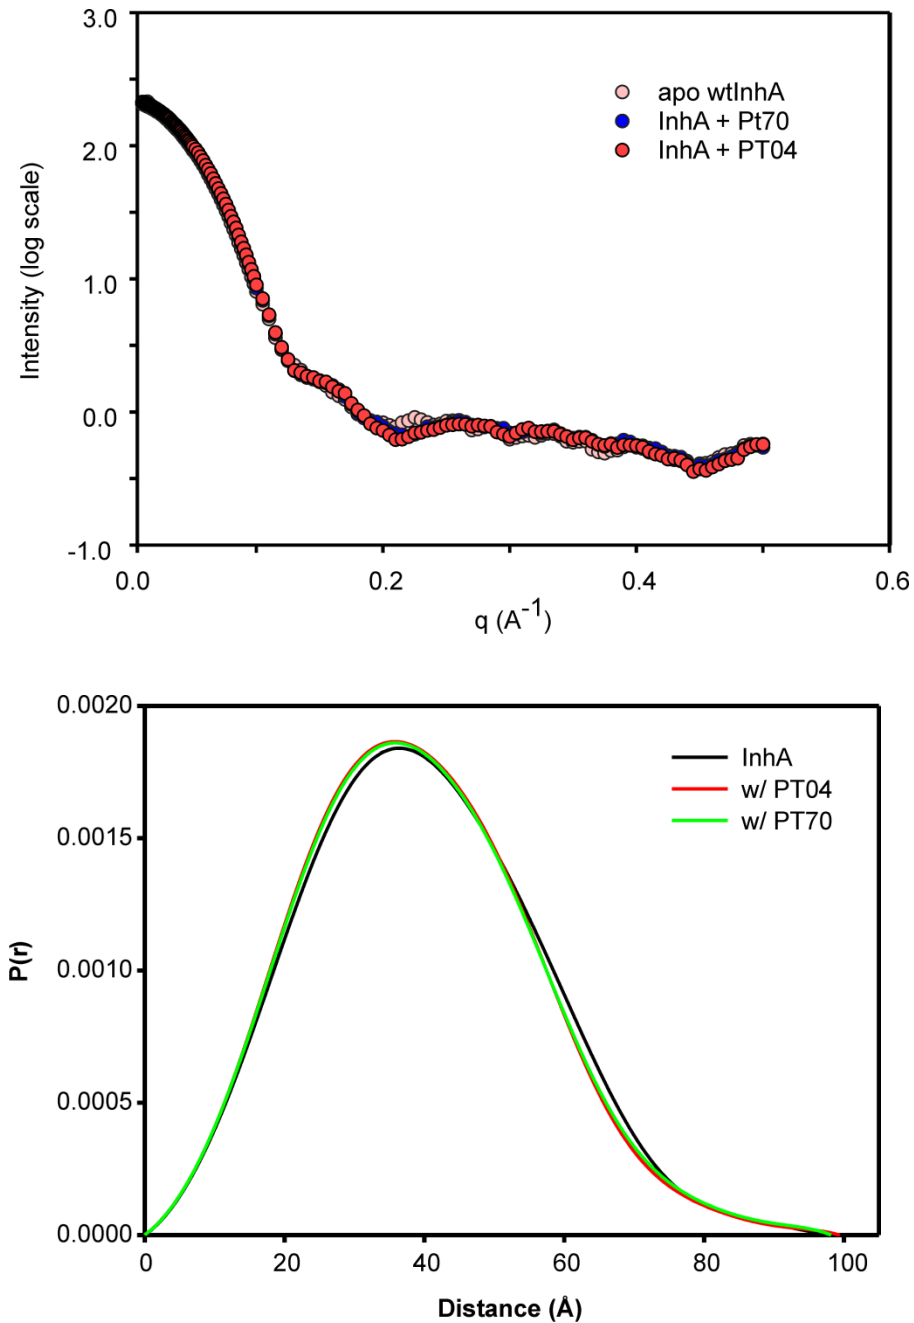 3.0
2.0
1.0
0.0
-1.0
Intensity (log scale)
apo wtInhA
InhA + Pt70
InhA + PT04
0.0
0.2
0.4
0.6
q (A⁻¹)
0.0020
0.0015
0.0010
0.0005
0.0000
P(r)
InhA
w/ PT04
w/ PT70
0
20
40
60
80
100
Distance (Å)